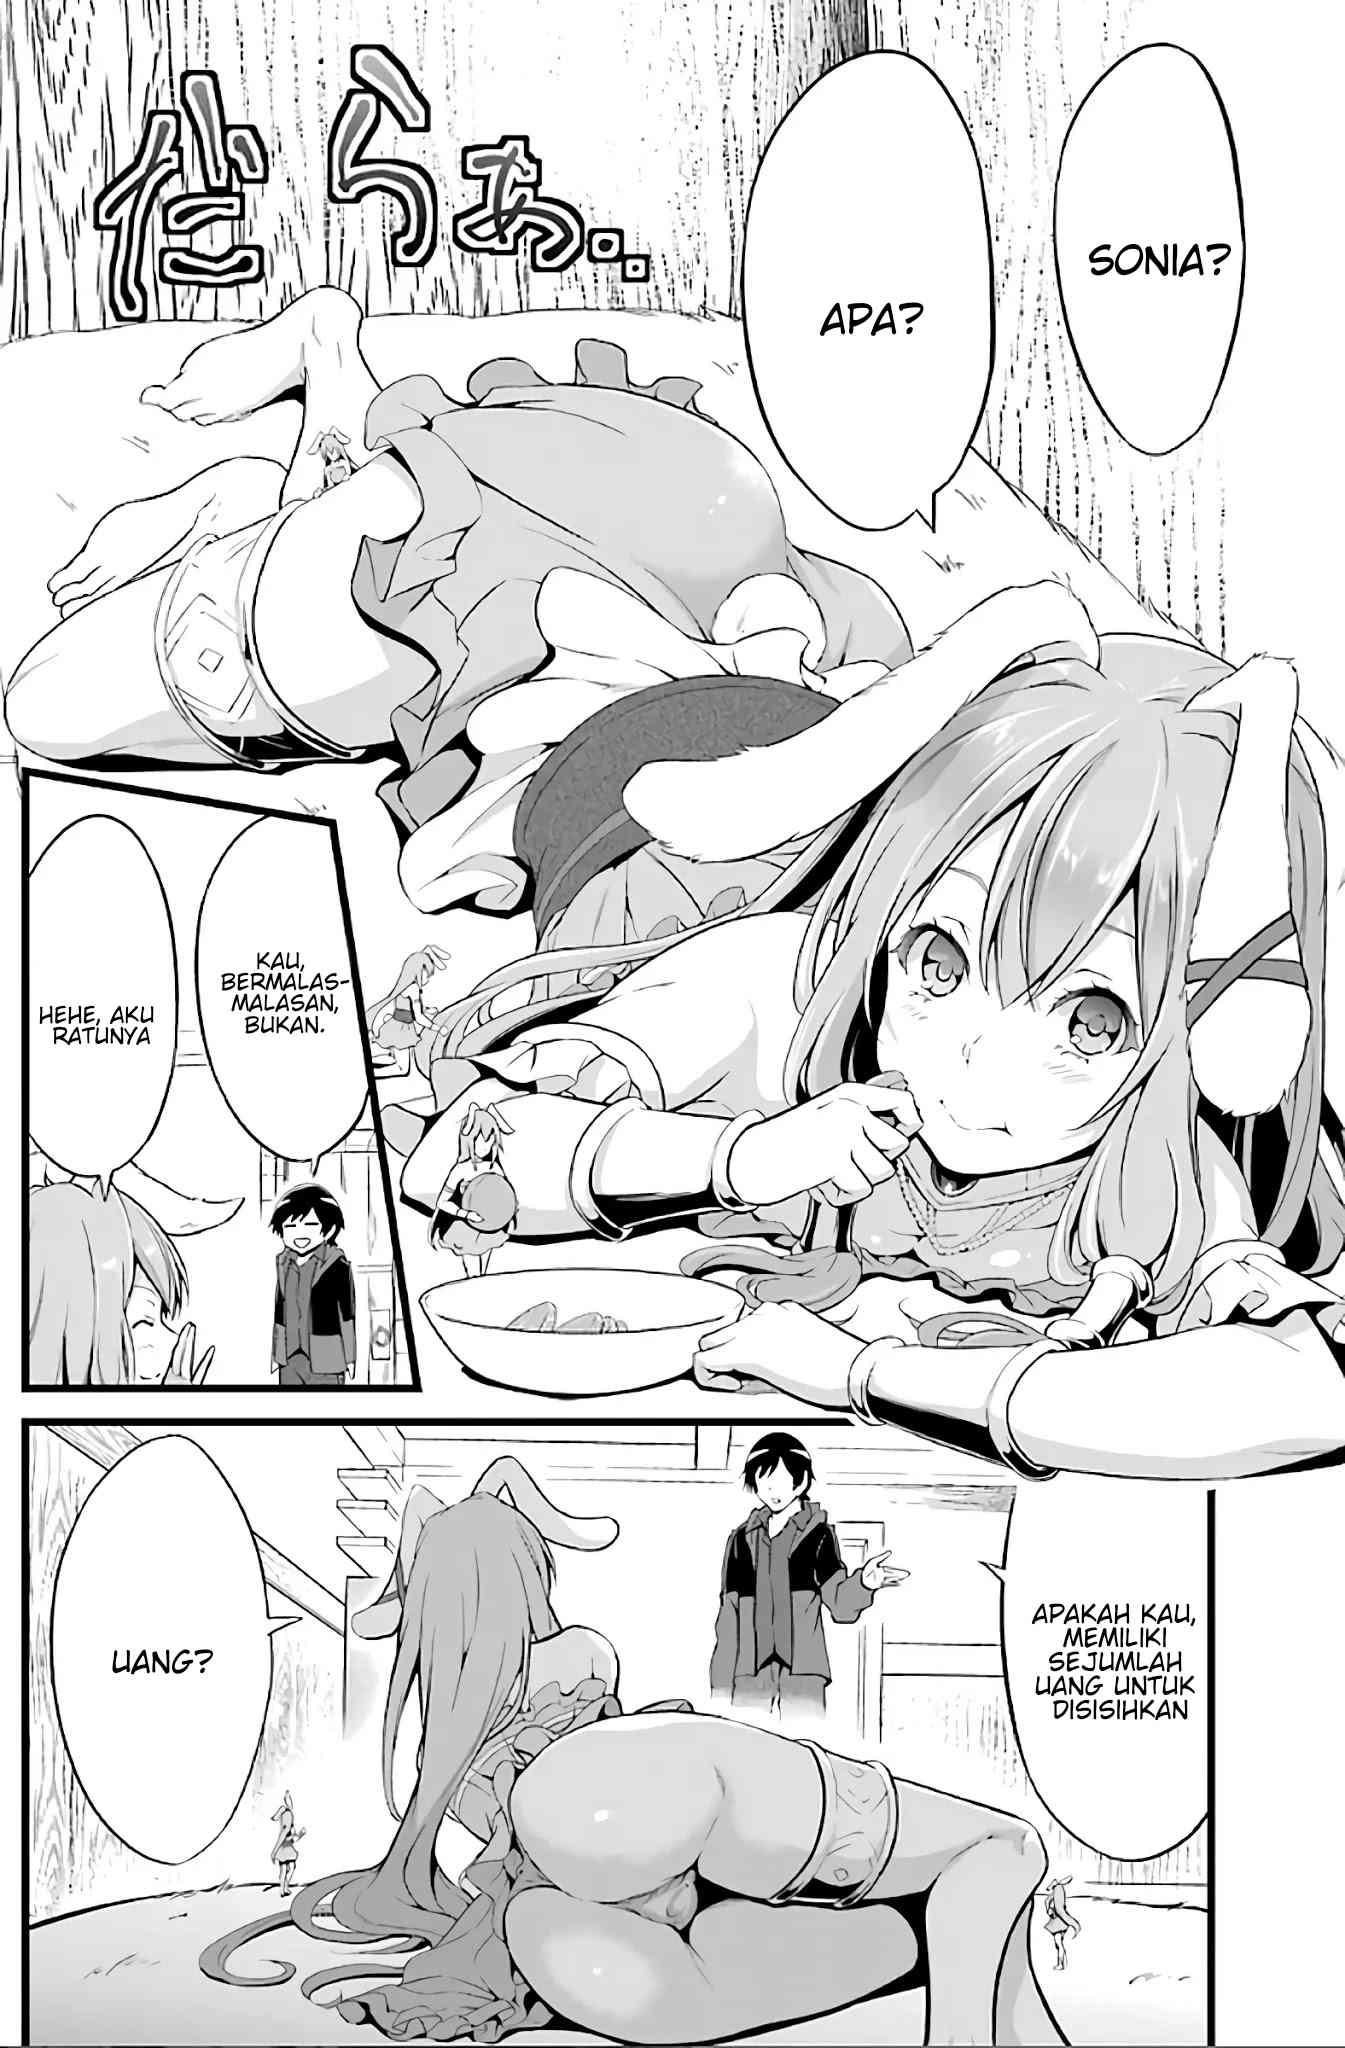 だらぁ。。
SONIA?
APA?
KAU,
BERMALAS-
MALASAN,
BUKAN.
HEHE, AKU
RATUNYA
APAKAH KAU,
MEMILIKI
SEJUMLAH
UANG UNTUK
DISISIHKAN
UANG?